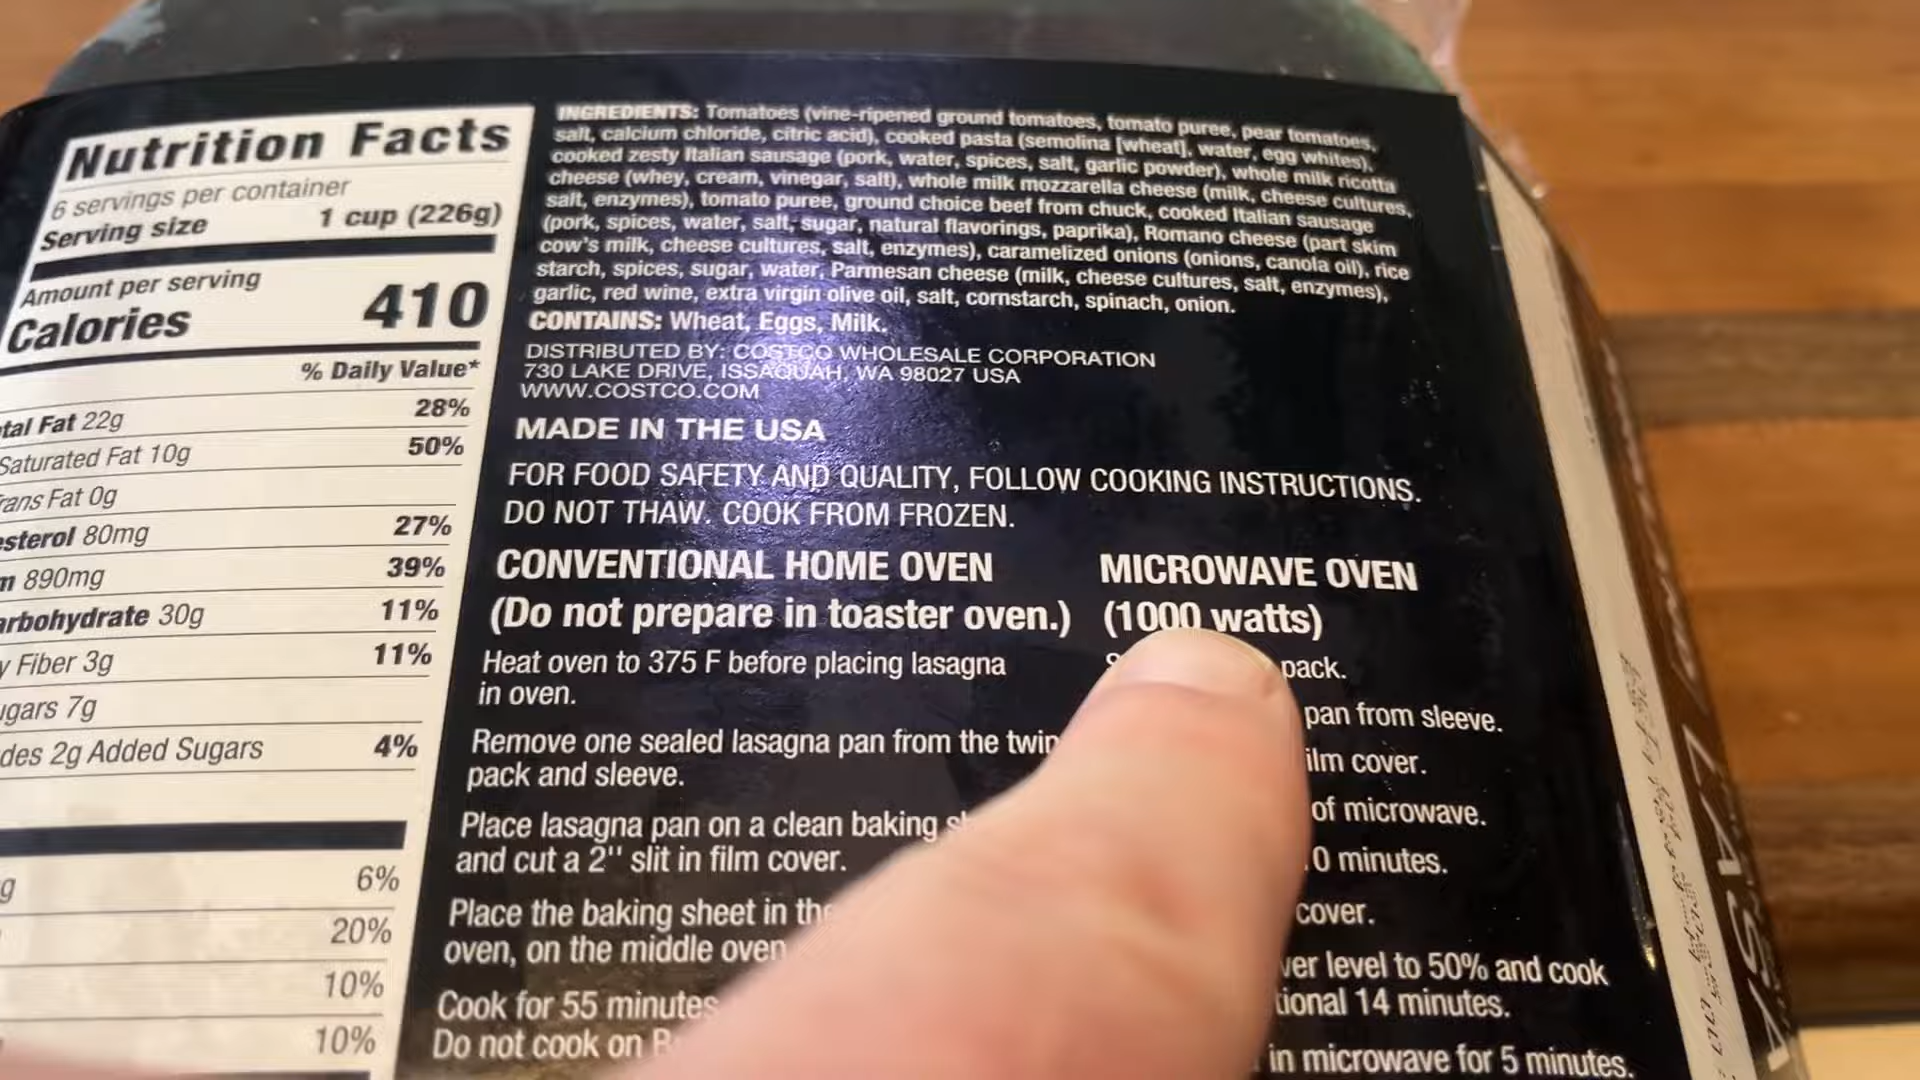 Nutrition Facts
6 servings per container
Serving size 1 cup (226g)
Amount per serving
Calories 410
% Daily Value*
tal Fat 22g 28%
Saturated Fat 10g 50%
rans Fat 0g
esterol 80mg 27%
m 890mg 39%
arbohydrate 30g 11%
y Fiber 3g 11%
ugars 7g
des 2g Added Sugars 4%
g 6%
20%
10%
10%
INGREDIENTS: Tomatoes (vine-ripened ground tomatoes, tomato puree, pear tomatoes,
salt, calcium chloride, citric acid), cooked pasta (semolina [wheat], water, egg whites),
cooked zesty Italian sausage (pork, water, spices, salt, garlic powder), whole milk ricotta
cheese (whey, cream, vinegar, salt), whole milk mozzarella cheese (milk, cheese cultures,
salt, enzymes), tomato puree, ground choice beef from chuck, cooked Italian sausage
(pork, spices, water, salt, sugar, natural flavorings, paprika), Romano cheese (part skim
cow's milk, cheese cultures, salt, enzymes), caramelized onions (onions, canola oil), rice
starch, spices, sugar, water, Parmesan cheese (milk, cheese cultures, salt, enzymes),
garlic, red wine, extra virgin olive oil, salt, cornstarch, spinach, onion.
CONTAINS: Wheat, Eggs, Milk.
DISTRIBUTED BY: COSTCO WHOLESALE CORPORATION
730 LAKE DRIVE, ISSAQUAH, WA 98027 USA
WWW.COSTCO.COM
MADE IN THE USA
FOR FOOD SAFETY AND QUALITY, FOLLOW COOKING INSTRUCTIONS.
DO NOT THAW. COOK FROM FROZEN.
CONVENTIONAL HOME OVEN
(Do not prepare in toaster oven.)
Heat oven to 375 F before placing lasagna
in oven.
Remove one sealed lasagna pan from the twin
pack and sleeve.
Place lasagna pan on a clean baking
and cut a 2'' slit in film cover.
Place the baking sheet in the
oven, on the middle oven
Cook for 55 minutes
Do not cook on
MICROWAVE OVEN
(1000 watts)
pack.
pan from sleeve.
ilm cover.
of microwave.
0 minutes.
cover.
ver level to 50% and cook
tional 14 minutes.
in microwave for 5 minutes.